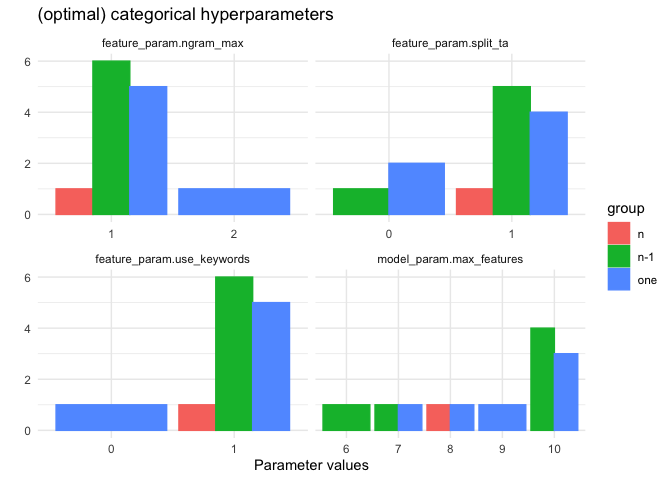 (optimal) categorical hyperparameters
feature_param.ngram_max
feature_param.split_ta
6
4
2
0
1
2
0
1
feature_param.use_keywords
model_param.max_features
6
4
2
0
0
1
6
7
8
9
10
Parameter values
group
n
n-1
one